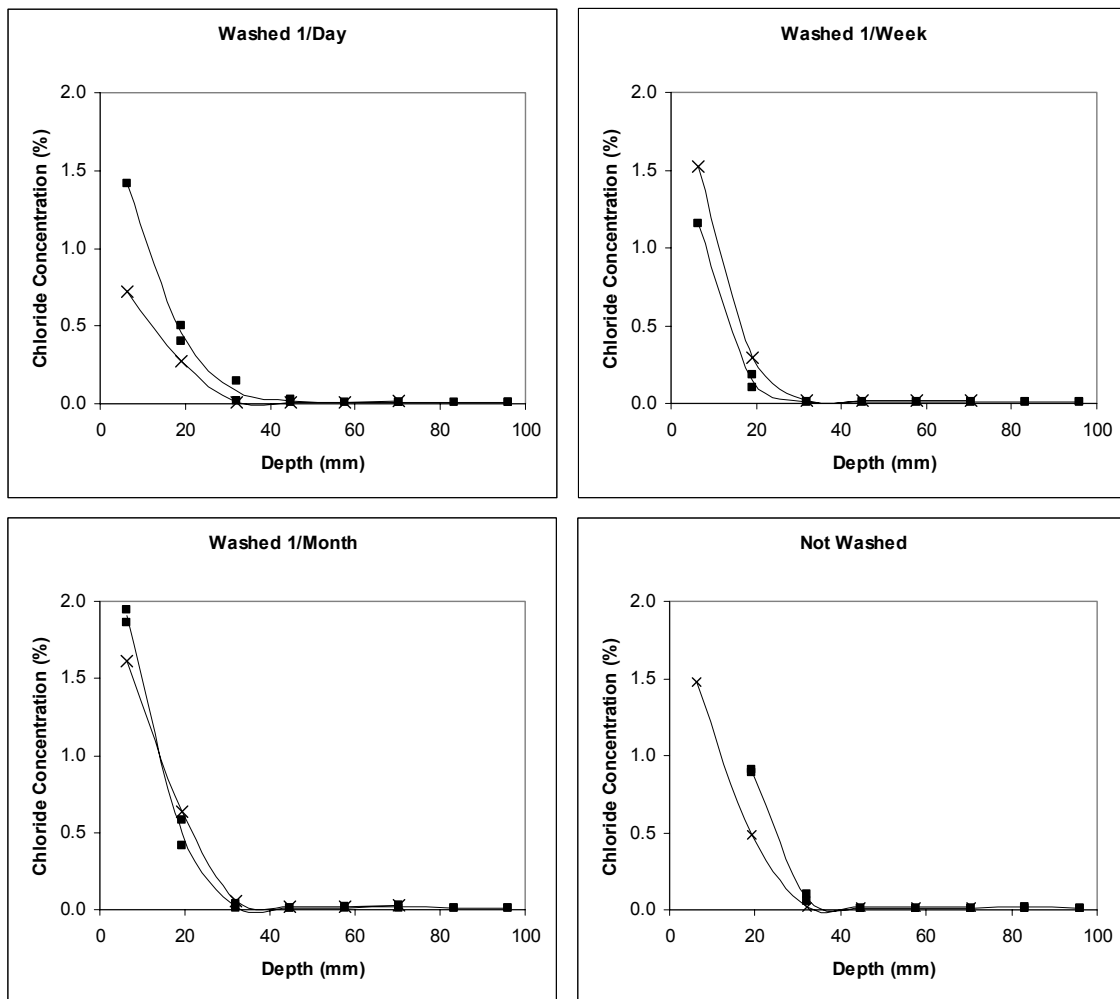 Washed 1/Day
2.0
1.5
1.0
0.5
0.0
0 20 40 60 80 100
Depth (mm)
Chloride Concentration (%)
Washed 1/Week
2.0
1.5
1.0
0.5
0.0
0 20 40 60 80 100
Depth (mm)
Chloride Concentration (%)
Washed 1/Month
2.0
1.5
1.0
0.5
0.0
0 20 40 60 80 100
Depth (mm)
Chloride Concentration (%)
Not Washed
2.0
1.5
1.0
0.5
0.0
0 20 40 60 80 100
Depth (mm)
Chloride Concentration (%)